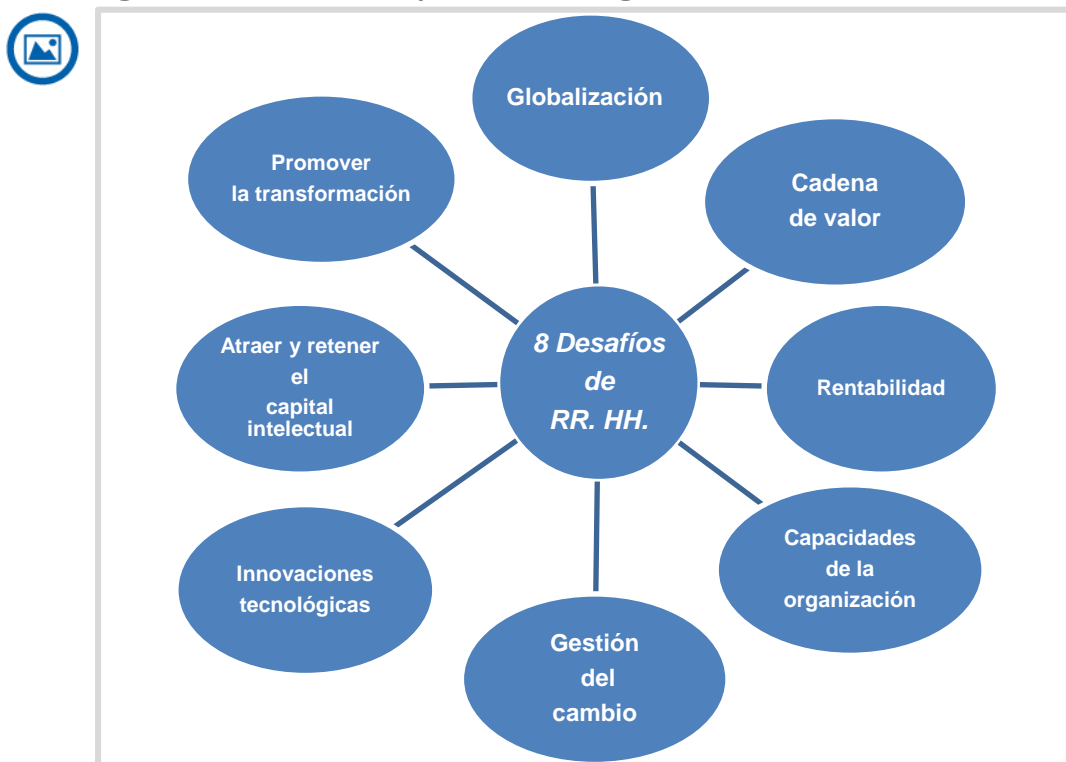 Globalización
Promover
la transformación
Cadena
de valor
8 Desafíos
de
RR. HH.
Atraer y retener
el
capital
intelectual
Rentabilidad
Capacidades
de la
organización
Innovaciones
tecnológicas
Gestión
del
cambio